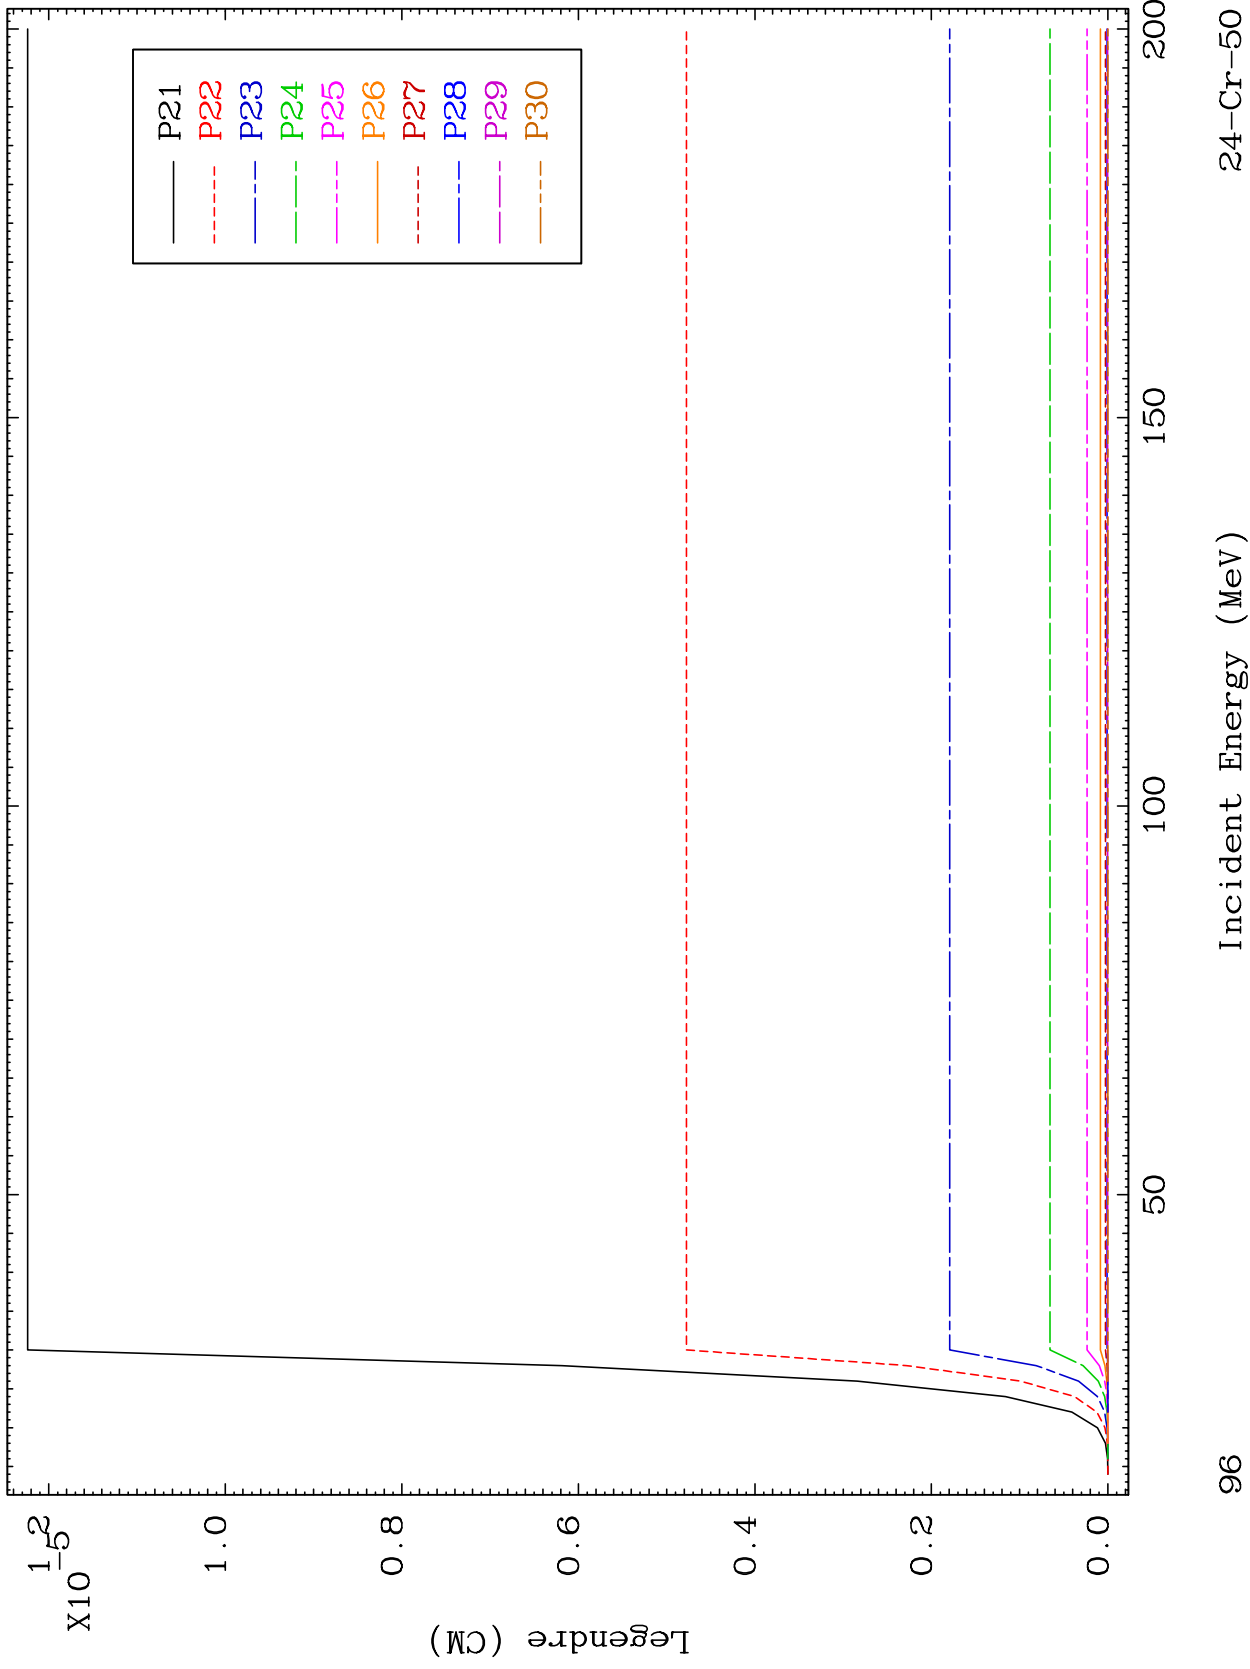 P21
P22
P23
P24
P25
P26
P27
P28
P29
P30
X10
-5
1.2
1.0
0.8
0.6
0.4
0.2
0.0
Legendre (CM)
50
100
150
200
Incident Energy (MeV)
96
24-Cr-50